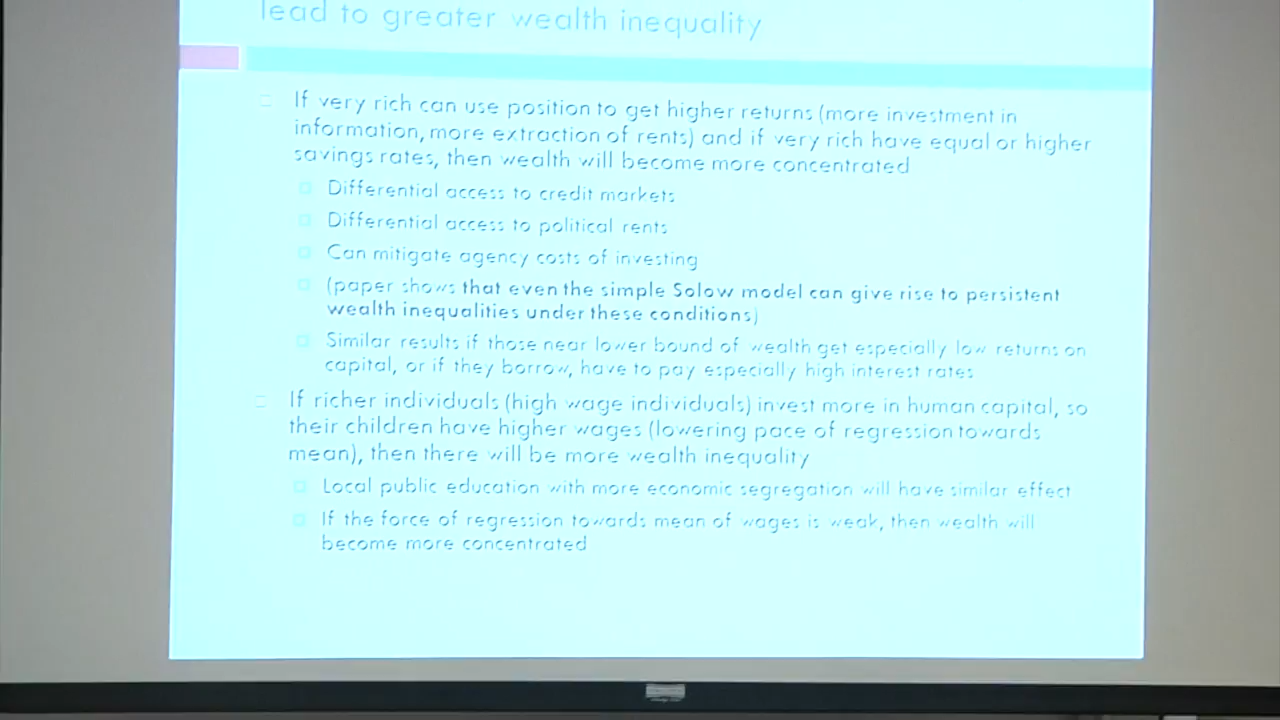 lead to greater wealth inequality
If very rich can use position to get higher returns (more investment in
information, more extraction of rents) and if very rich have equal or higher
savings rates, then wealth will become more concentrated
Differential access to credit markets
Differential access to political rents
Can mitigate agency costs of investing
(paper shows that even the simple Solow model can give rise to persistent
wealth inequalities under these conditions)
Similar results if those near lower bound of wealth get especially low returns on
capital, or if they borrow, have to pay especially high interest rates
If richer individuals (high wage individuals) invest more in human capital, so
their children have higher wages (lowering pace of regression towards
mean), then there will be more wealth inequality
Local public education with more economic segregation will have similar effect
If the force of regression towards mean of wages is weak, then wealth will
become more concentrated